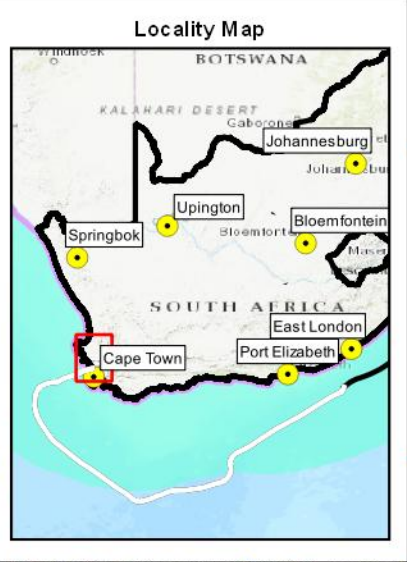 Locality Map
Windhoek
BOTSWANA
KALAHARI DESERT
Gaborone
Johannesburg
Upington
Bloemfontein
Springbok
SOUTH AFRICA
East London
Port Elizabeth
Cape Town